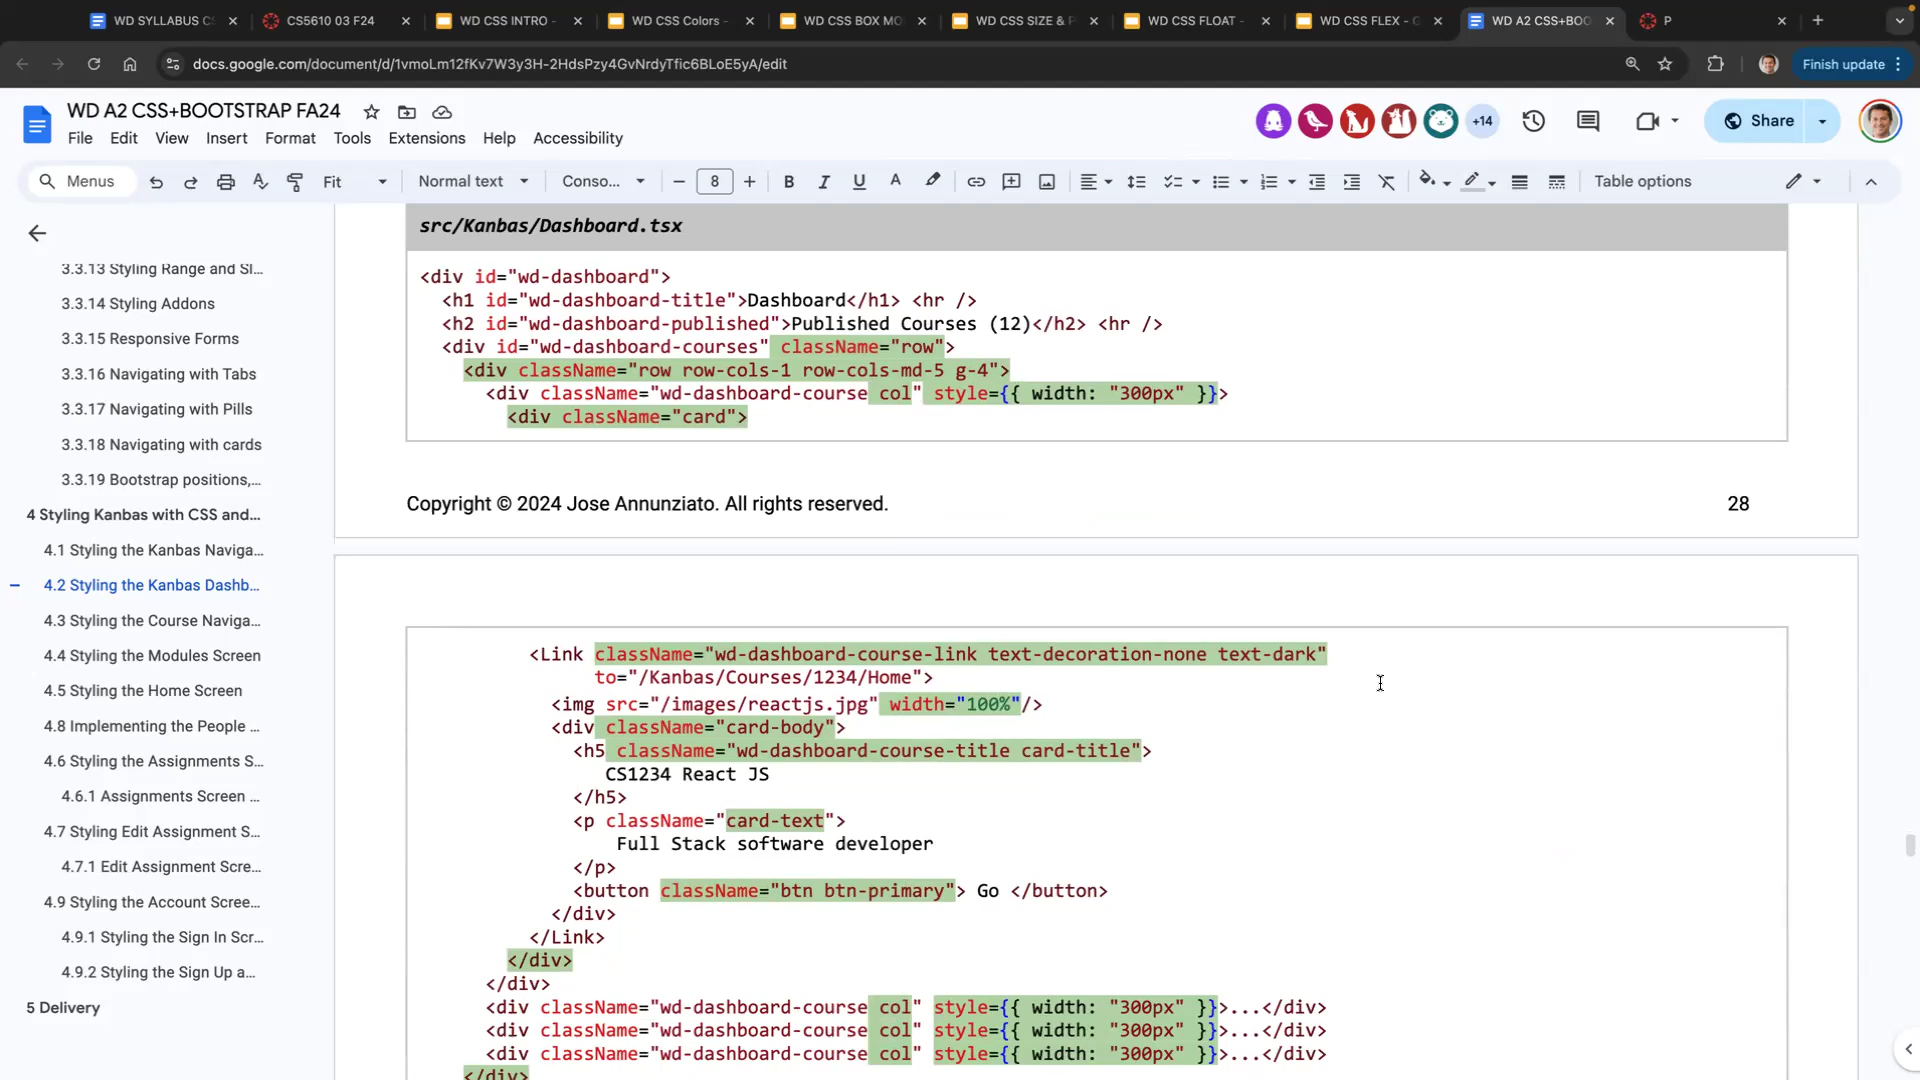 WD SYLLABUS CS
CS5610 03 F24
WD CSS INTRO -
WD CSS Colors -
WD CSS BOX MO
WD CSS SIZE & P
WD CSS FLOAT -
WD CSS FLEX - G
WD A2 CSS+BOO
P
docs.google.com/document/d/1vmoLm12fKv7W3y3H-2HdsPzy4GvNrdyTfic6BLoE5yA/edit
Finish update
WD A2 CSS+BOOTSTRAP FA24
File Edit View Insert Format Tools Extensions Help Accessibility
+14
Share
Menus
Fit
Normal text
Conso...
8
Table options
3.3.13 Styling Range and Sl...
3.3.14 Styling Addons
3.3.15 Responsive Forms
3.3.16 Navigating with Tabs
3.3.17 Navigating with Pills
3.3.18 Navigating with cards
3.3.19 Bootstrap positions,...
4 Styling Kanbas with CSS and...
4.1 Styling the Kanbas Naviga...
4.2 Styling the Kanbas Dashb...
4.3 Styling the Course Naviga...
4.4 Styling the Modules Screen
4.5 Styling the Home Screen
4.8 Implementing the People ...
4.6 Styling the Assignments S...
4.6.1 Assignments Screen ...
4.7 Styling Edit Assignment S...
4.7.1 Edit Assignment Scre...
4.9 Styling the Account Scree...
4.9.1 Styling the Sign In Scr...
4.9.2 Styling the Sign Up a...
5 Delivery
src/Kanbas/Dashboard.tsx
<div id="wd-dashboard">
<h1 id="wd-dashboard-title">Dashboard</h1> <hr />
<h2 id="wd-dashboard-published">Published Courses (12)</h2> <hr />
<div id="wd-dashboard-courses" className="row">
<div className="row row-cols-1 row-cols-md-5 g-4">
<div className="wd-dashboard-course col" style={{ width: "300px" }}>
<div className="card">
Copyright © 2024 Jose Annunziato. All rights reserved.
28
<Link className="wd-dashboard-course-link text-decoration-none text-dark"
to="/Kanbas/Courses/1234/Home">
<img src="/images/reactjs.jpg" width="100%"/>
<div className="card-body">
<h5 className="wd-dashboard-course-title card-title">
CS1234 React JS
</h5>
<p className="card-text">
Full Stack software developer
</p>
<button className="btn btn-primary"> Go </button>
</div>
</Link>
</div>
</div>
<div className="wd-dashboard-course col" style={{ width: "300px" }}>...</div>
<div className="wd-dashboard-course col" style={{ width: "300px" }}>...</div>
<div className="wd-dashboard-course col" style={{ width: "300px" }}>...</div>
</div>